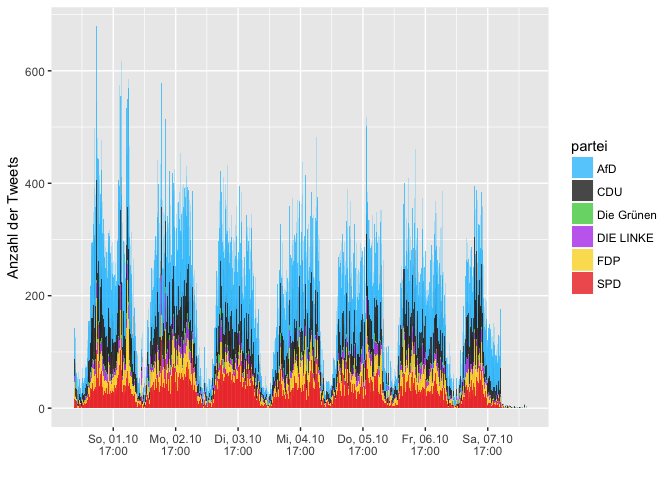 Anzahl der Tweets
600
400
200
0
So, 01.10 Mo, 02.10 Di, 03.10 Mi, 04.10 Do, 05.10 Fr, 06.10 Sa, 07.10
17:00 17:00 17:00 17:00 17:00 17:00 17:00
partei
AfD
CDU
Die Grünen
DIE LINKE
FDP
SPD